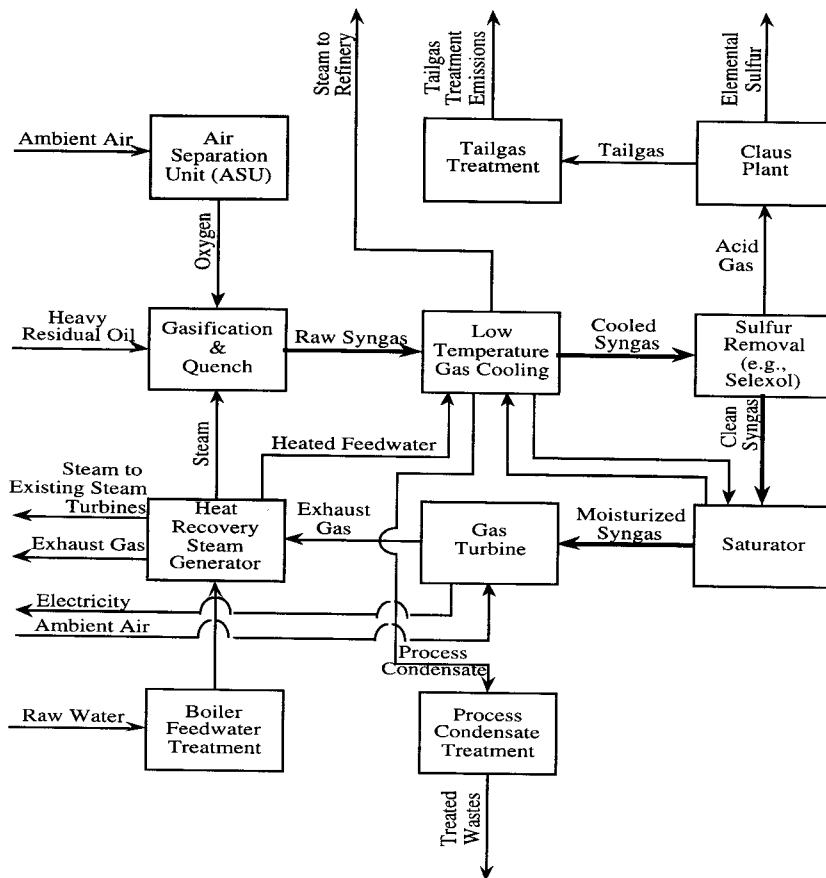 Steam to
Refinery
Tailgas
Treatment
Emissions
Elemental
Sulfur
Ambient Air
Air
Separation
Unit (ASU)
Tailgas
Treatment
Tailgas
Claus
Plant
Oxygen
Acid
Gas
Heavy
Residual Oil
Gasification
&
Quench
Raw Syngas
Low
Temperature
Gas Cooling
Cooled
Syngas
Sulfur
Removal
(e.g.,
Selexol)
Steam
Heated Feedwater
Clean
Syngas
Steam to
Existing Steam
Turbines
Exhaust Gas
Heat
Recovery
Steam
Generator
Exhaust
Gas
Gas
Turbine
Moisturized
Syngas
Saturator
Electricity
Ambient Air
Process
Condensate
Raw Water
Boiler
Feedwater
Treatment
Process
Condensate
Treatment
Treated
Wastes